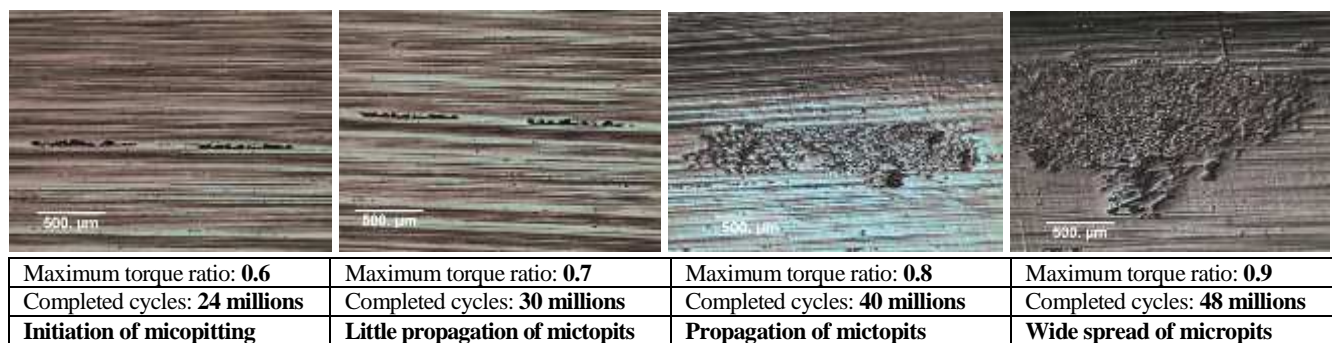 500. µm
500. µm
500. µm
500. µm
Maximum torque ratio: 0.6
Maximum torque ratio: 0.7
Maximum torque ratio: 0.8
Maximum torque ratio: 0.9
Completed cycles: 24 millions
Completed cycles: 30 millions
Completed cycles: 40 millions
Completed cycles: 48 millions
Initiation of micopitting
Little propagation of mictopits
Propagation of mictopits
Wide spread of micropits